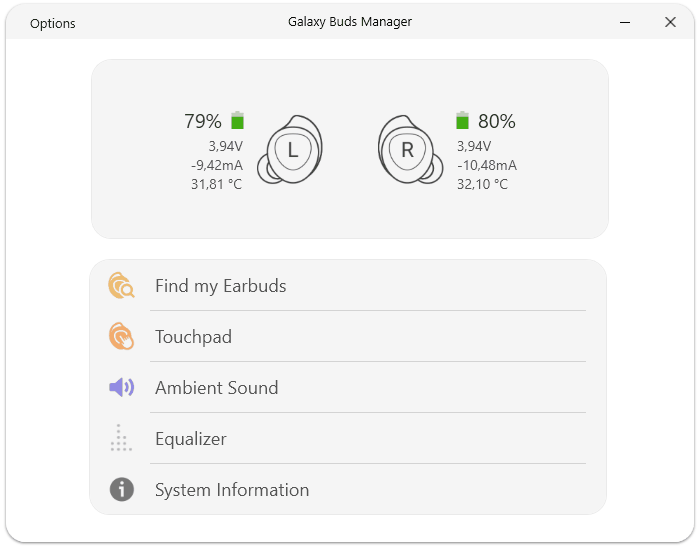 Options
Galaxy Buds Manager
79%
3,94V
-9,42mA
31,81 °C
L
R
80%
3,94V
-10,48mA
32,10 °C
Find my Earbuds
Touchpad
Ambient Sound
Equalizer
System Information